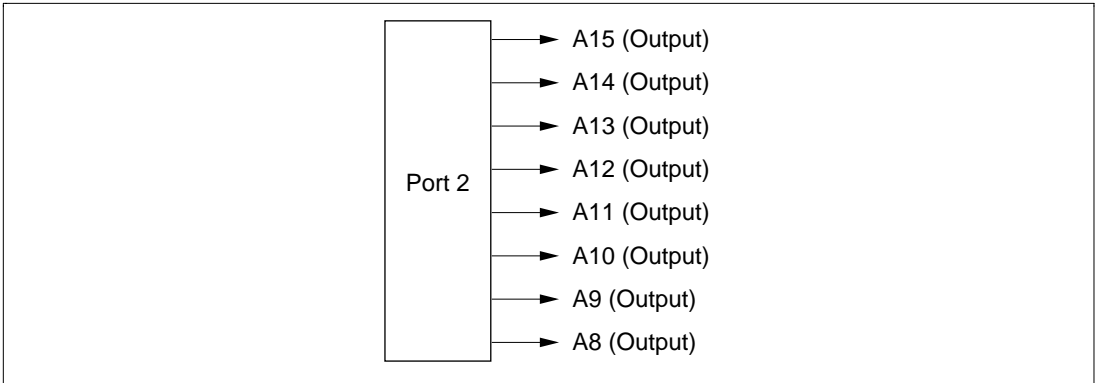 A15 (Output)
A14 (Output)
A13 (Output)
A12 (Output)
Port 2
A11 (Output)
A10 (Output)
A9 (Output)
A8 (Output)